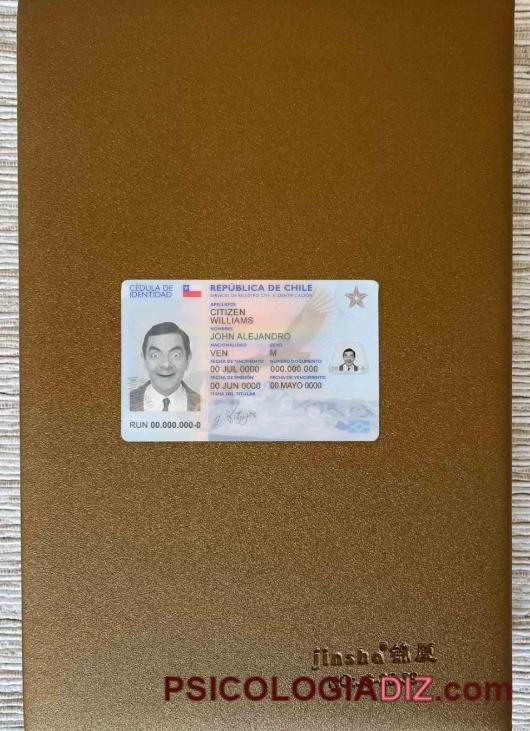 CÉDULA DE
IDENTIDAD
REPÚBLICA DE CHILE
SERVICIO DE REGISTRO CIVIL E IDENTIFICACIÓN
APELLIDOS
CITIZEN
WILLIAMS
NOMBRES
JOHN ALEJANDRO
NACIONALIDAD SEXO
VEN M
FECHA DE NACIMIENTO NÚMERO DOCUMENTO
00 JUL 0000 000.000.000
FECHA DE EMISIÓN FECHA DE VENCIMIENTO
00 JUN 0000 00 MAYO 0000
FIRMA DEL TITULAR
RUN 00.000.000-0
jinsha
PSICOLOGIADIZ.com